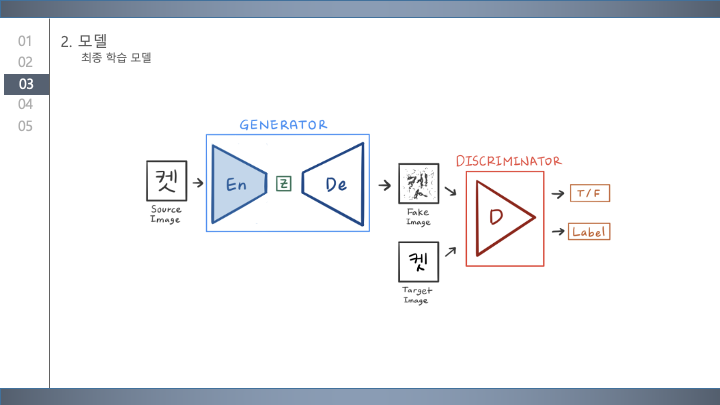 01
02
03
04
05
2. 모델
최종 학습 모델
GENERATOR
켓
Source
Image
En
z
De
켓
Fake
Image
켓
Target
Image
DISCRIMINATOR
D
T/F
Label